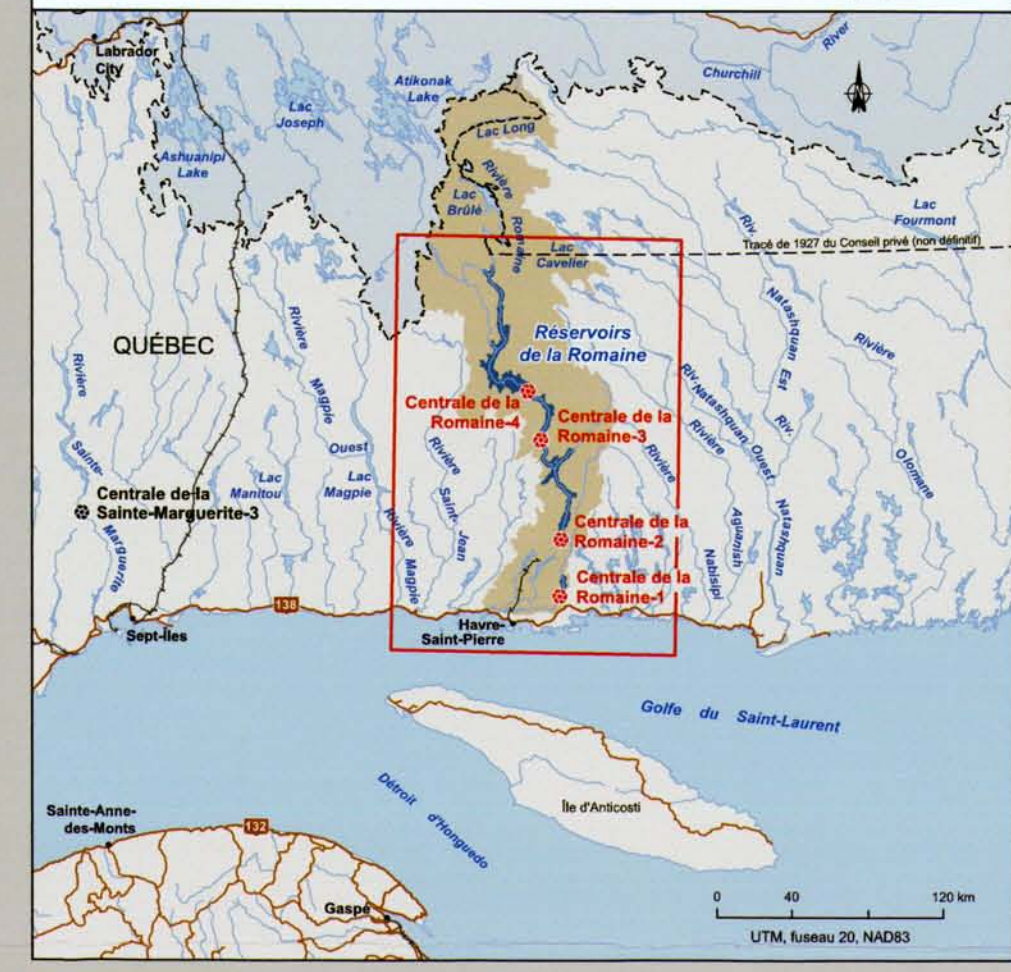 Labrador
City
Lac
Joseph
Atikonak
Lake
Churchill
River
Ashuanipi
Lake
Lac Long
Rivière
Romaine
Lac
Brûlé
Lac
Cavelier
Riv.
Natashquan Est
Riv.
Lac
Fourmont
Tracé de 1927 du Conseil privé (non définitif)
QUÉBEC
Réservoirs
de la Romaine
Rivière
Magpie
Ouest
Rivière
Sainte-
Marguerite
Centrale de la
Romaine-4
Centrale de la
Romaine-3
Riv. Natashquan Ouest
Natashquan
Rivière
Olomane
Rivière
Aguanish
Rivière
Nabisipi
Rivière
Saint-Jean
Lac
Manitou
Lac
Magpie
Rivière Magpie
Centrale de la
Sainte-Marguerite-3
Centrale de la
Romaine-2
Centrale de la
Romaine-1
138
Sept-Îles
Havre-
Saint-Pierre
Golfe du Saint-Laurent
Île d'Anticosti
Détroit
d'Honguedo
Sainte-Anne-
des-Monts
132
Gaspé
0 40 120 km
UTM, fuseau 20, NAD83